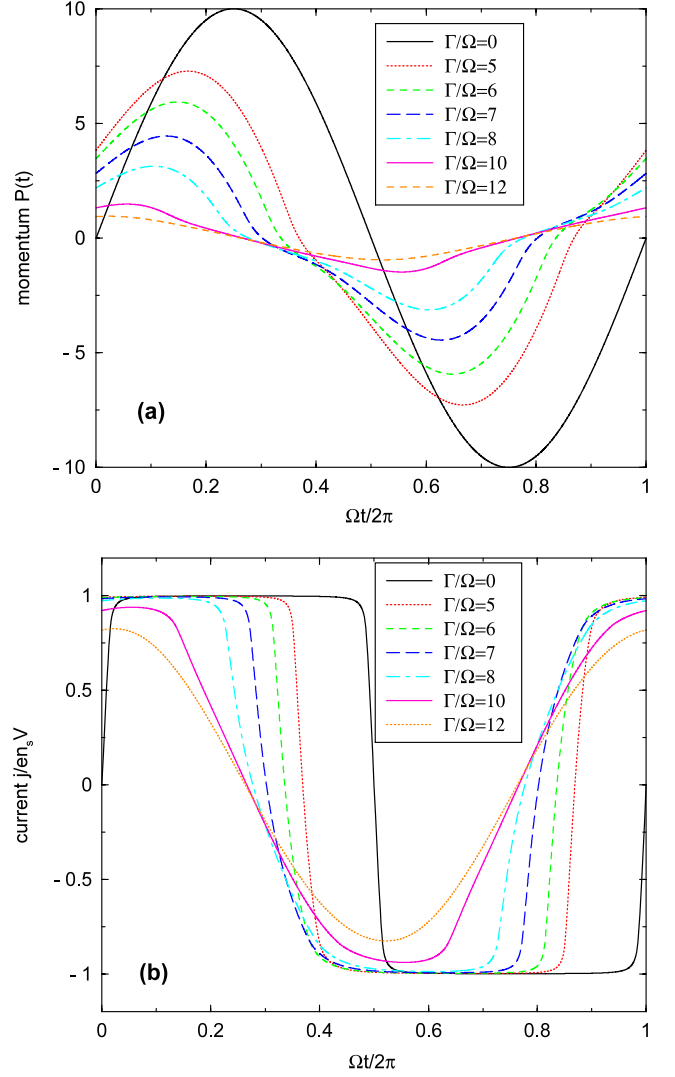 10
5
0
- 5
- 10
momentum P(t)
Γ/Ω=0
Γ/Ω=5
Γ/Ω=6
Γ/Ω=7
Γ/Ω=8
Γ/Ω=10
Γ/Ω=12
(a)
0 0.2 0.4 0.6 0.8 1
Ωt/2π
1
0.5
0
- 0.5
- 1
current j/enₛV
Γ/Ω=0
Γ/Ω=5
Γ/Ω=6
Γ/Ω=7
Γ/Ω=8
Γ/Ω=10
Γ/Ω=12
(b)
0 0.2 0.4 0.6 0.8 1
Ωt/2π